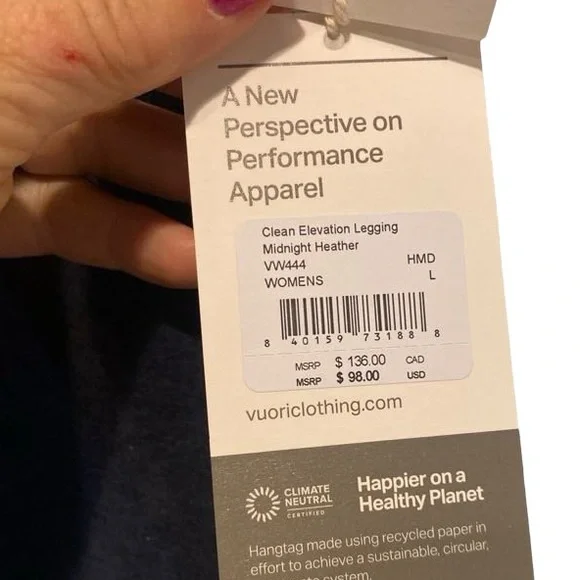 A New
Perspective on
Performance
Apparel
Clean Elevation Legging
Midnight Heather
VW444 HMD
WOMENS L
8 40159 73188 8
MSRP $ 136.00 CAD
MSRP $ 98.00 USD
vuoriclothing.com
CLIMATE
NEUTRAL
CERTIFIED
Happier on a
Healthy Planet
Hangtag made using recycled paper in
effort to achieve a sustainable, circular,
system.